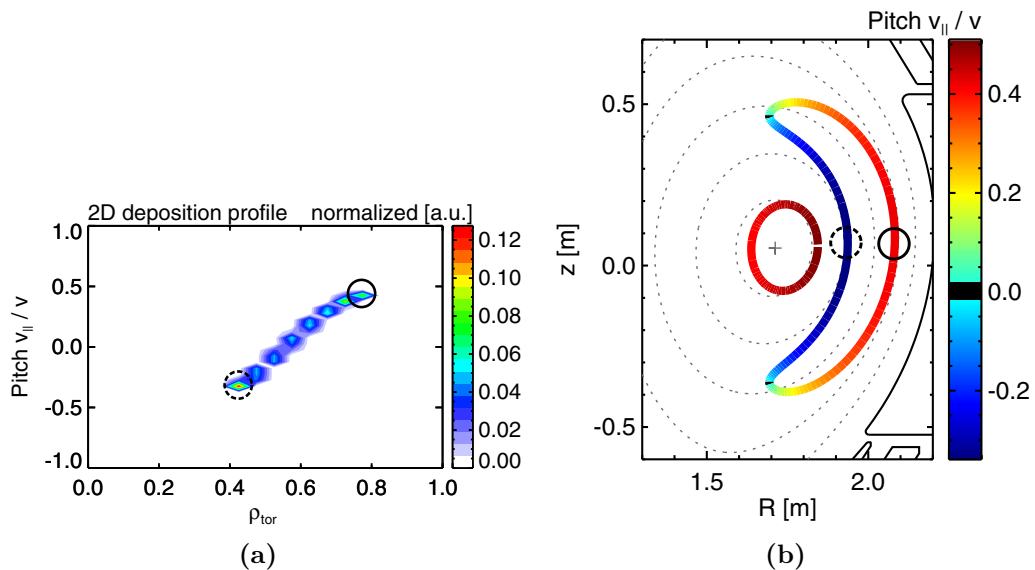 2D deposition profile normalized [a.u.]
1.0
0.5
0.0
-0.5
-1.0
Pitch v|| / v
0.0 0.2 0.4 0.6 0.8 1.0
ρtor
0.12
0.10
0.08
0.06
0.04
0.02
0.00
(a)
Pitch v|| / v
0.5
0.0
-0.5
z [m]
1.5 2.0
R [m]
0.4
0.2
0.0
-0.2
(b)